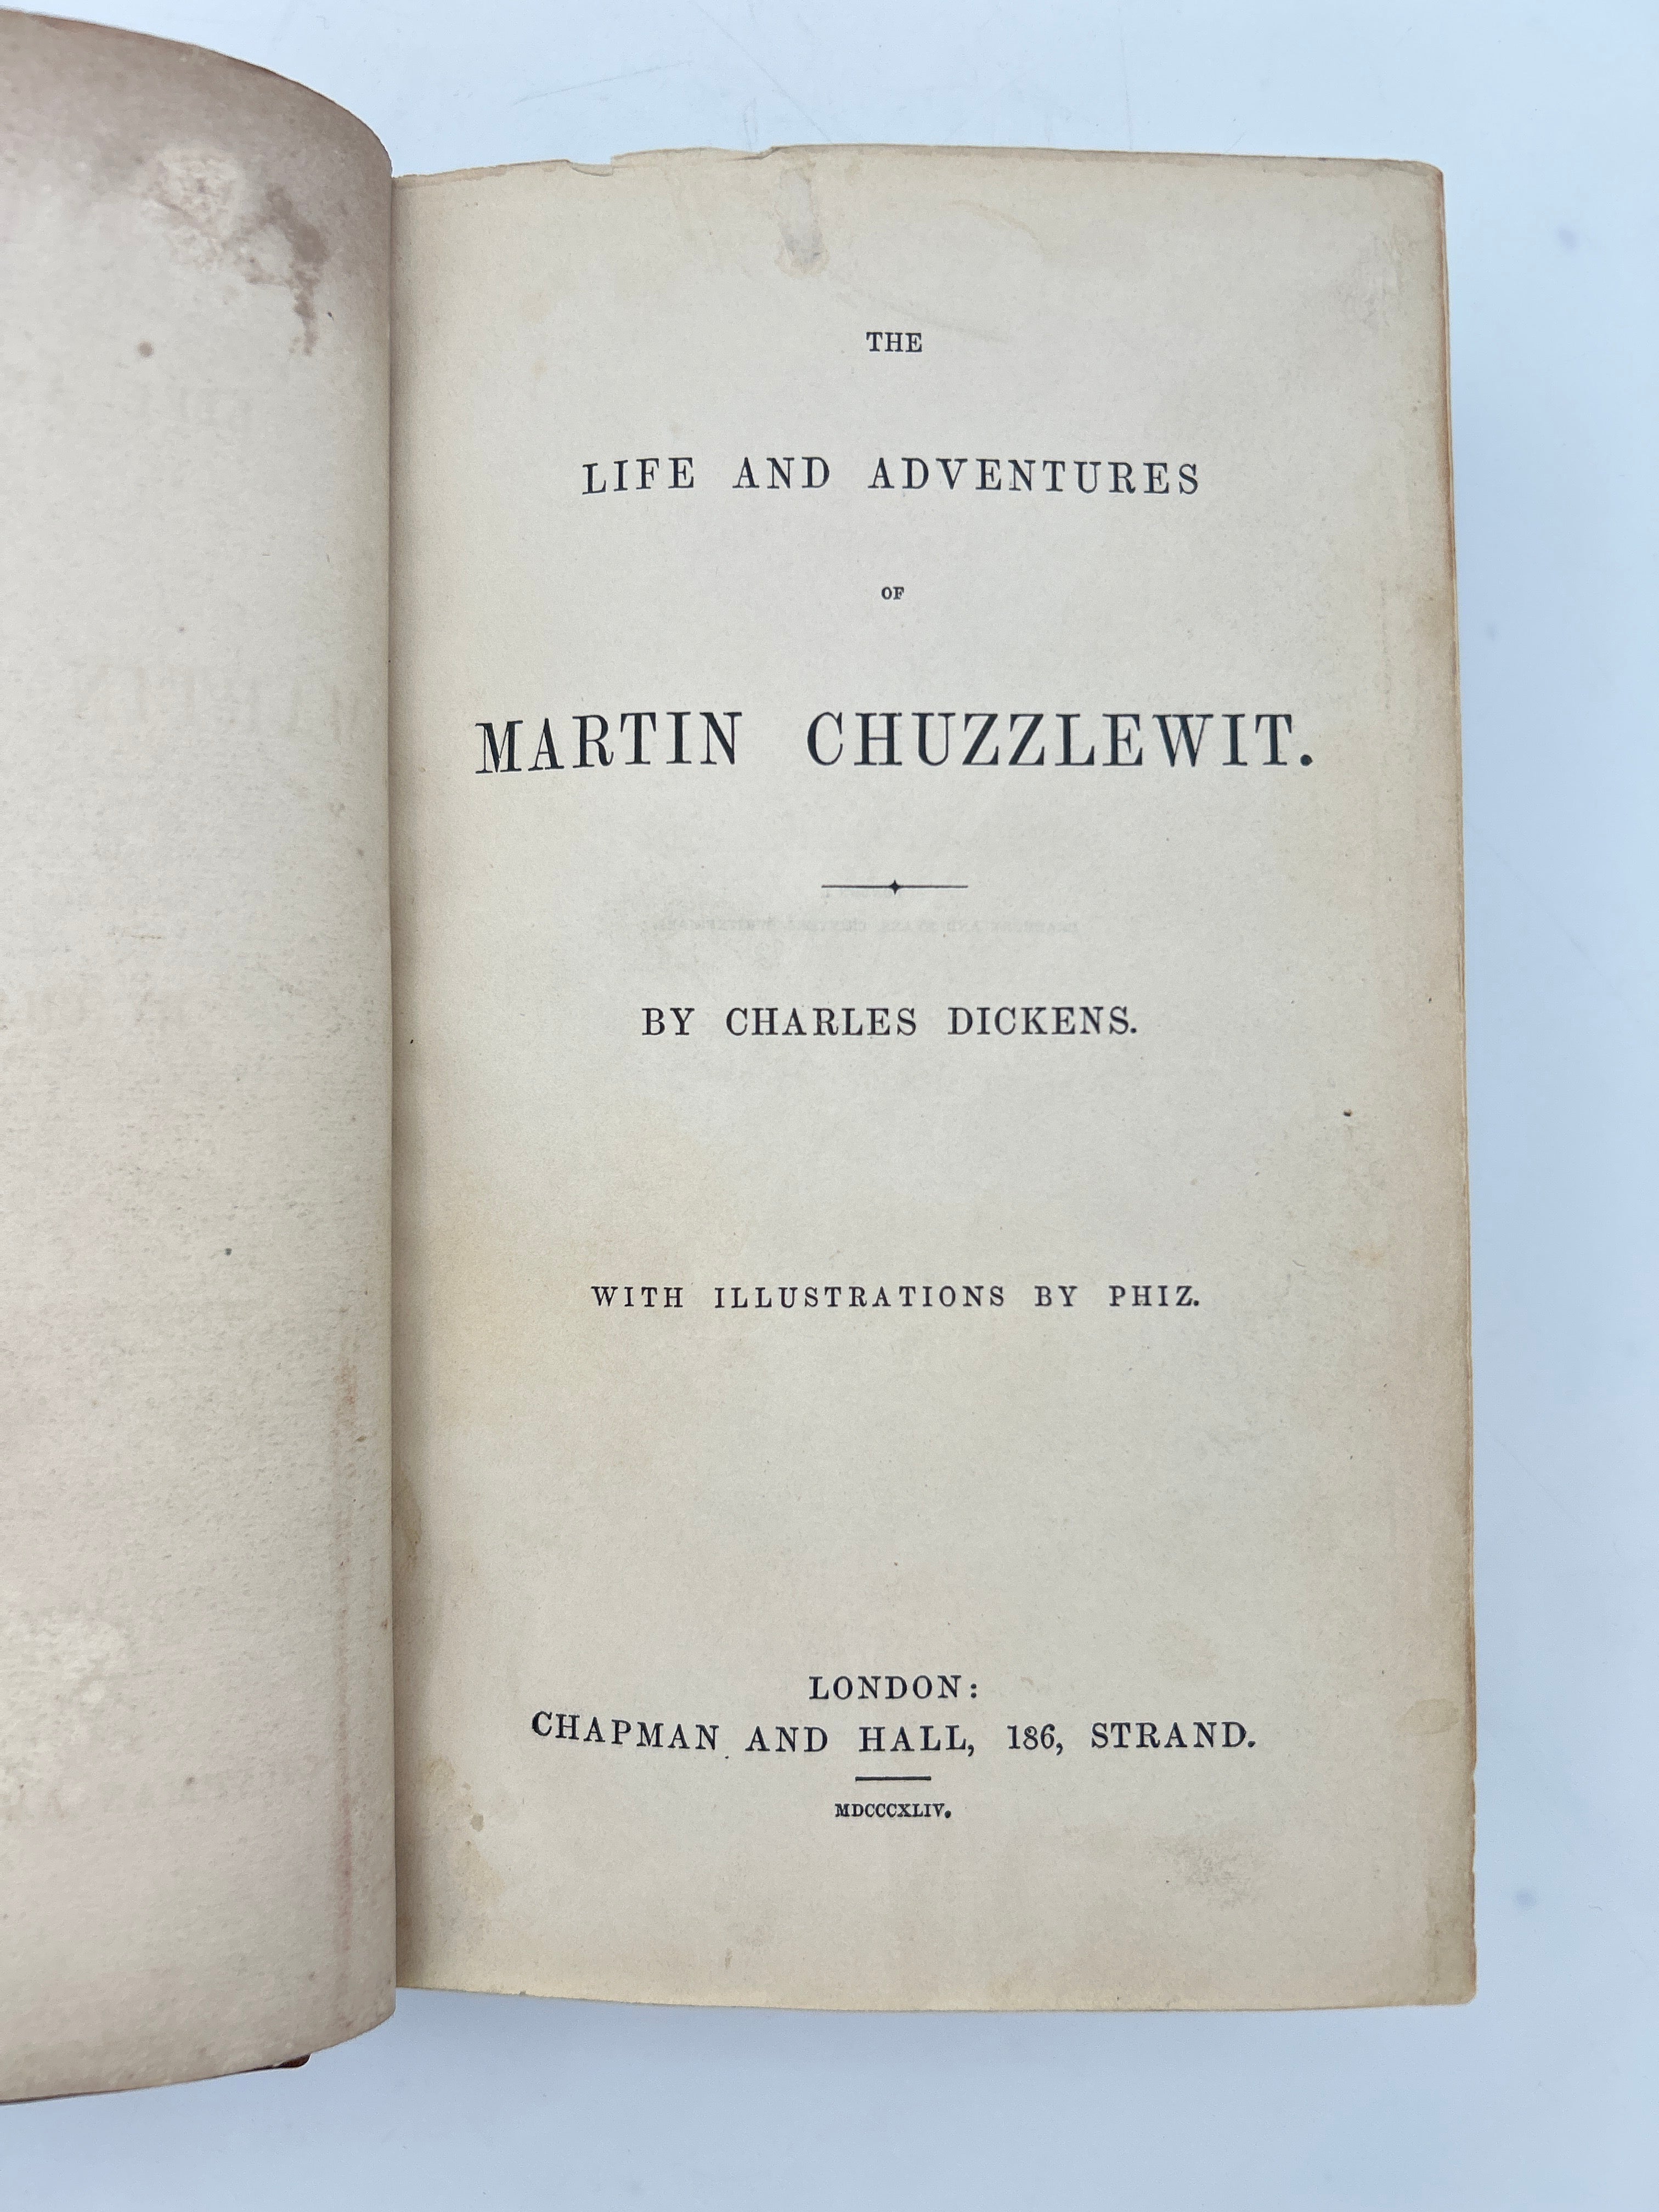 THE
LIFE AND ADVENTURES
OF
MARTIN CHUZZLEWIT.
BY CHARLES DICKENS.
WITH ILLUSTRATIONS BY PHIZ.
LONDON:
CHAPMAN AND HALL, 186, STRAND.
MDCCCXLIV.